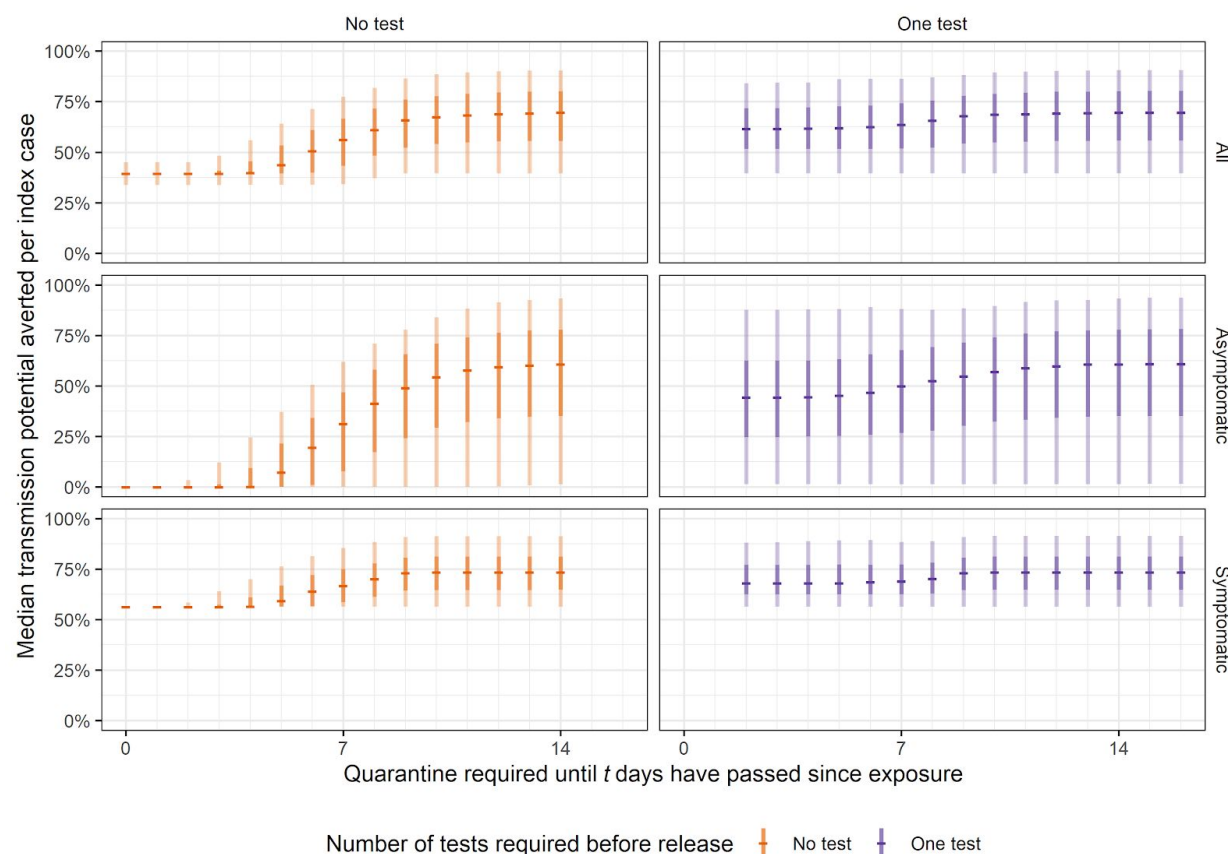 No test
One test
Median transmission potential averted per index case
100%
75%
50%
25%
0%
All
100%
75%
50%
25%
0%
Asymptomatic
100%
75%
50%
25%
0%
Symptomatic
0
7
14
0
7
14
Quarantine required until t days have passed since exposure
Number of tests required before release
No test
One test